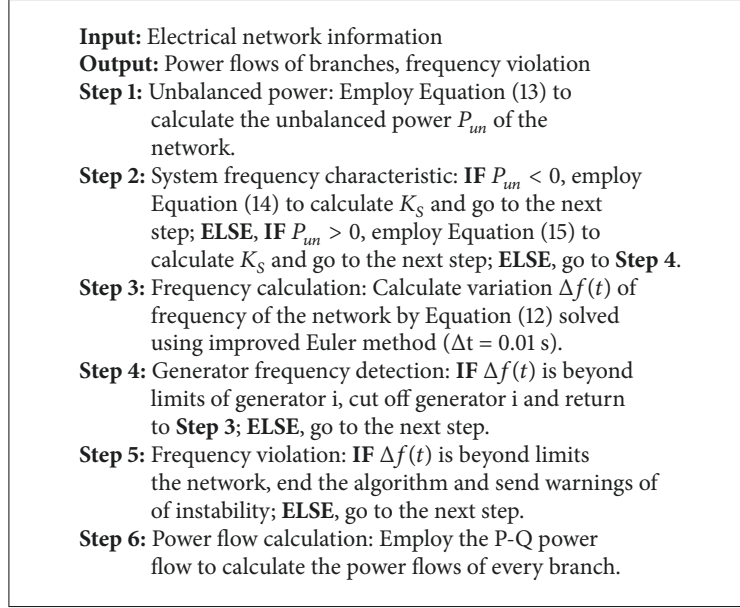 Input: Electrical network information
Output: Power flows of branches, frequency violation
Step 1: Unbalanced power: Employ Equation (13) to
calculate the unbalanced power P_{un} of the
network.
Step 2: System frequency characteristic: IF P_{un} < 0, employ
Equation (14) to calculate K_S and go to the next
step; ELSE, IF P_{un} > 0, employ Equation (15) to
calculate K_S and go to the next step; ELSE, go to Step 4.
Step 3: Frequency calculation: Calculate variation Δf(t) of
frequency of the network by Equation (12) solved
using improved Euler method (Δt = 0.01 s).
Step 4: Generator frequency detection: IF Δf(t) is beyond
limits of generator i, cut off generator i and return
to Step 3; ELSE, go to the next step.
Step 5: Frequency violation: IF Δf(t) is beyond limits
the network, end the algorithm and send warnings of
of instability; ELSE, go to the next step.
Step 6: Power flow calculation: Employ the P-Q power
flow to calculate the power flows of every branch.